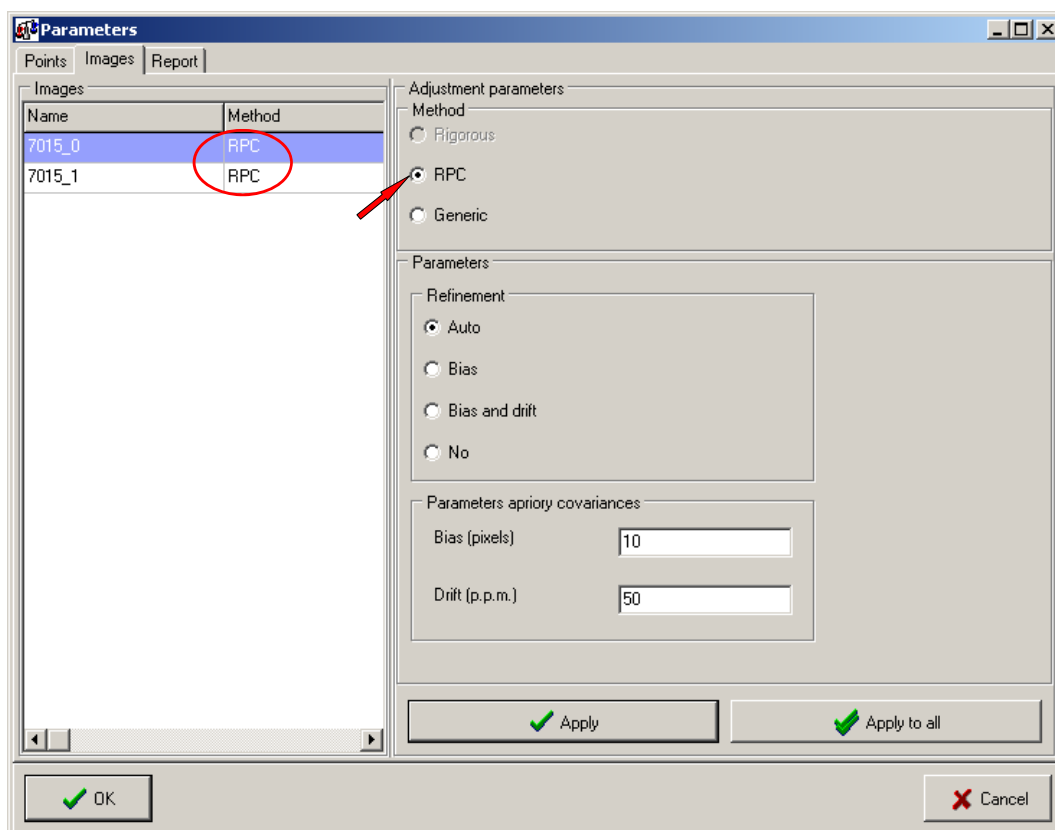 Parameters
Points Images Report
Images
Name Method
7015_0 RPC
7015_1 RPC
Adjustment parameters
Method
Rigorous
RPC
Generic
Parameters
Refinement
Auto
Bias
Bias and drift
No
Parameters apriory covariances
Bias (pixels) 10
Drift (p.p.m.) 50
Apply Apply to all
OK Cancel